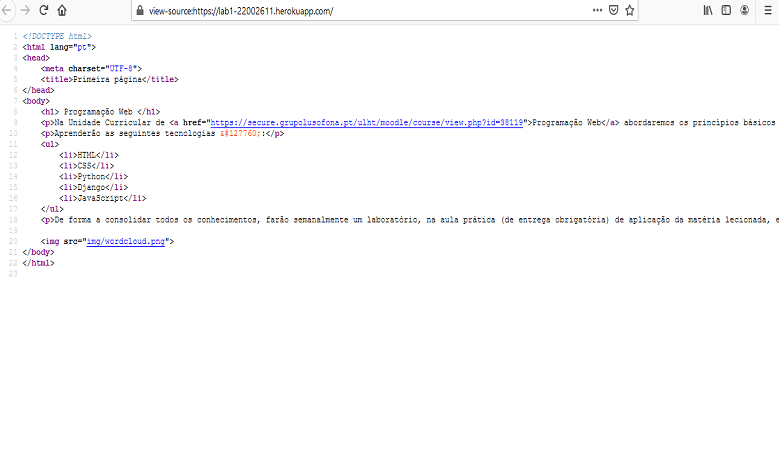 view-source:https://lab1-22002611.herokuapp.com/
1 <!DOCTYPE html>
2 <html lang="pt">
3 <head>
4 <meta charset="UTF-8">
5 <title>Primeira página</title>
6 </head>
7 <body>
8 <h1> Programação Web </h1>
9 <p>Na Unidade Curricular de <a href="https://secure.grupolusofona.pt/ulht/moodle/course/view.php?id=38119">Programação Web</a> abordaremos os princípios básicos
10 <p>Aprenderão as seguintes tecnologias &#127760;:</p>
11 <ul>
12 <li>HTML</li>
13 <li>CSS</li>
14 <li>Python</li>
15 <li>Django</li>
16 <li>JavaScript</li>
17 </ul>
18 <p>De forma a consolidar todos os conhecimentos, farão semanalmente um laboratório, na aula prática (de entrega obrigatória) de aplicação da matéria lecionada, e
19
20 <img src="img/wordcloud.png">
21 </body>
22 </html>
23